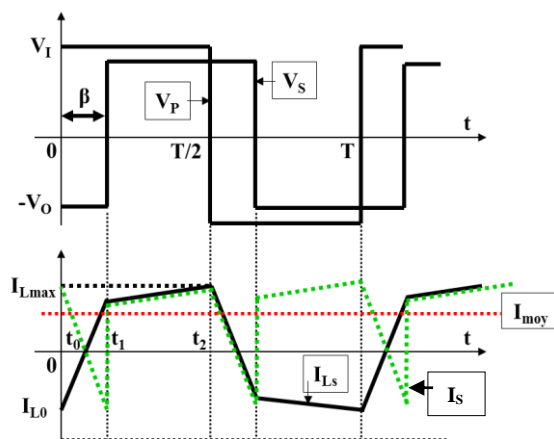 V_I
β
V_P
V_S
t
0
T/2
T
-V_O
I_Lmax
I_moy
t_0
t_1
t_2
t
0
I_Ls
I_S
I_L0